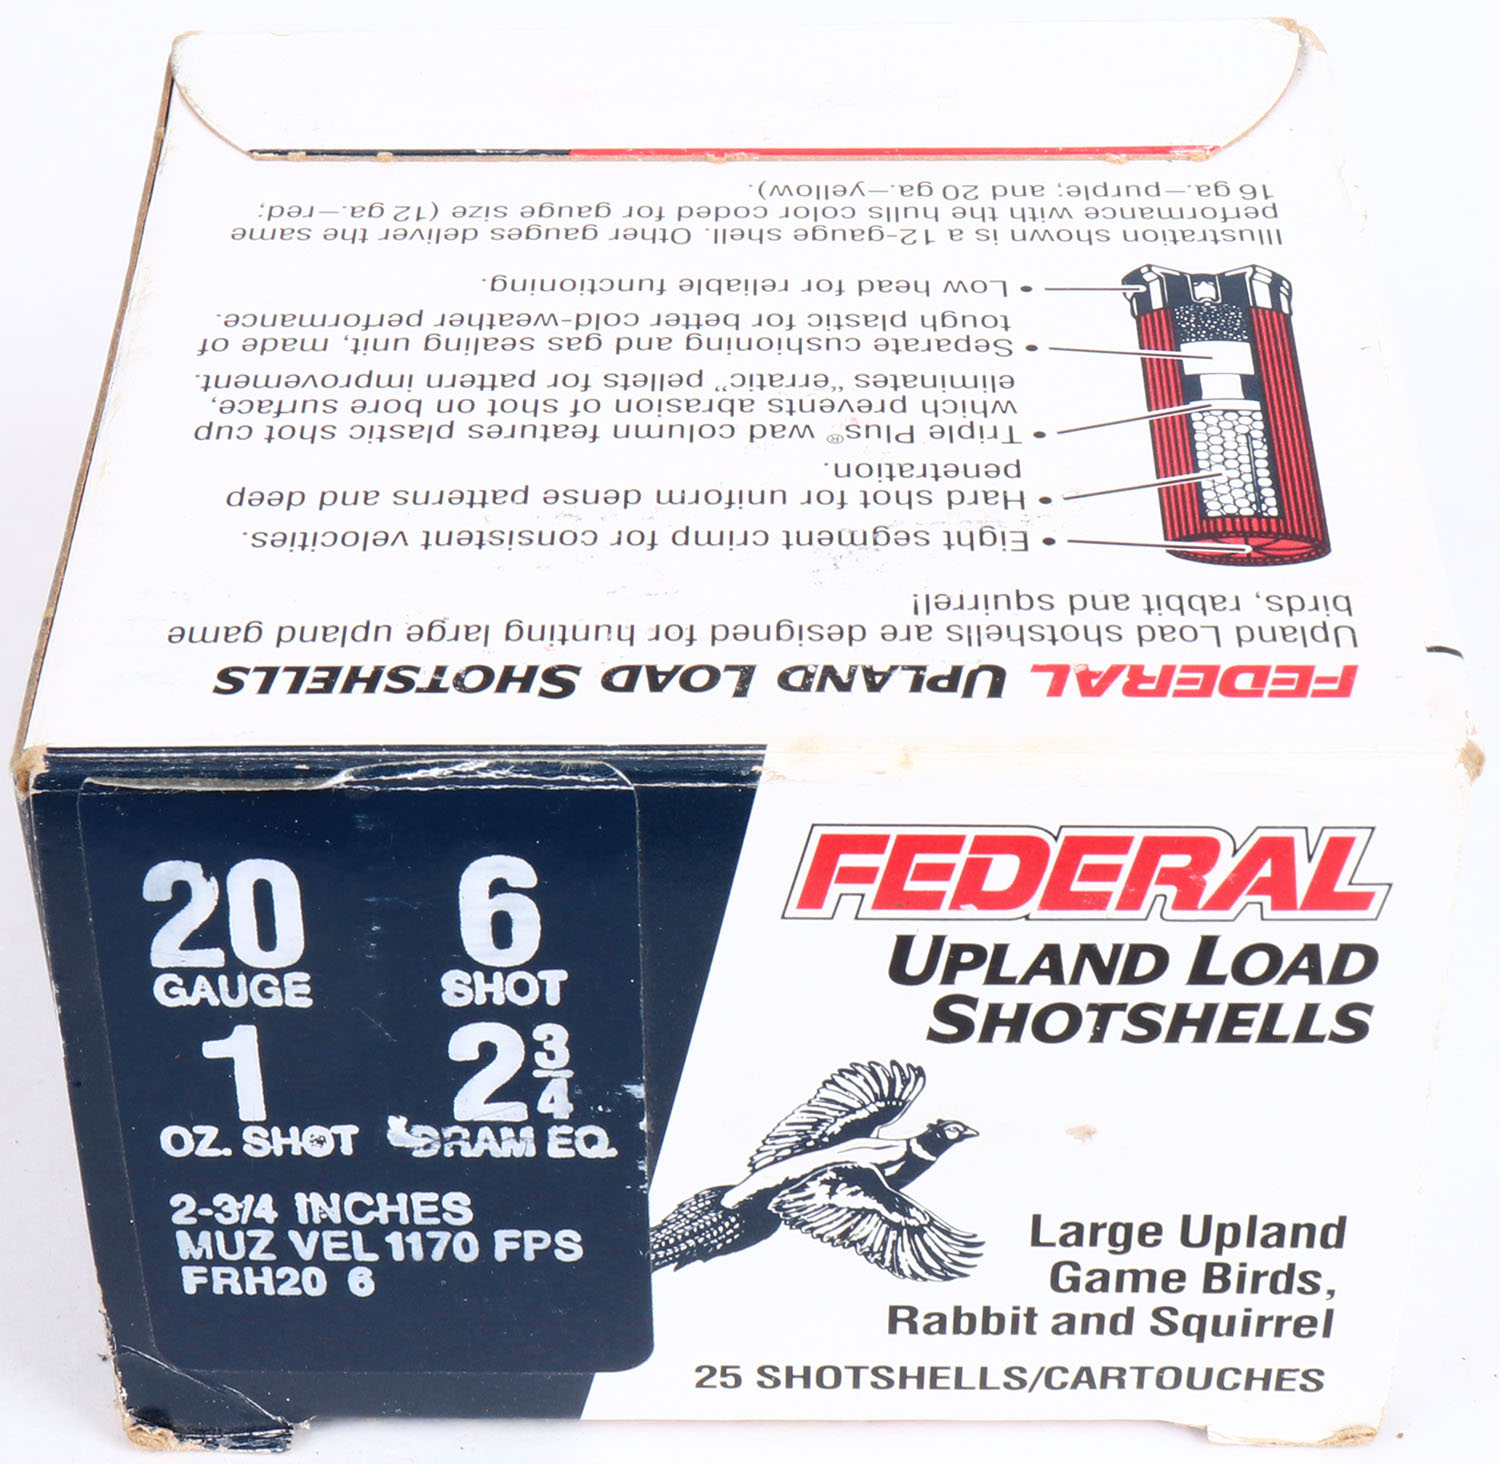 FEDERAL UPLAND LOAD SHOTSHELLS
Upland Load shotshells are designed for hunting large upland game
birds, rabbit and squirrel!
• Eight segment crimp for consistent velocities.
• Hard shot for uniform dense patterns and deep
penetration.
• Triple Plus® wad column features plastic shot cup
which prevents abrasion of shot on bore surface,
eliminates "erratic" pellets for pattern improvement.
• Separate cushioning and gas sealing unit, made of
tough plastic for better cold-weather performance.
• Low head for reliable functioning.
Illustration shown is a 12-gauge shell. Other gauges deliver the same
performance with the hulls color coded for gauge size (12 ga.—red;
16 ga.—purple; and 20 ga.—yellow).
20 6
GAUGE SHOT
1 2 3/4
OZ. SHOT DRAM EQ.
2-3/4 INCHES
MUZ VEL 1170 FPS
FRH20 6
FEDERAL
UPLAND LOAD
SHOTSHELLS
Large Upland
Game Birds,
Rabbit and Squirrel
25 SHOTSHELLS/CARTOUCHES